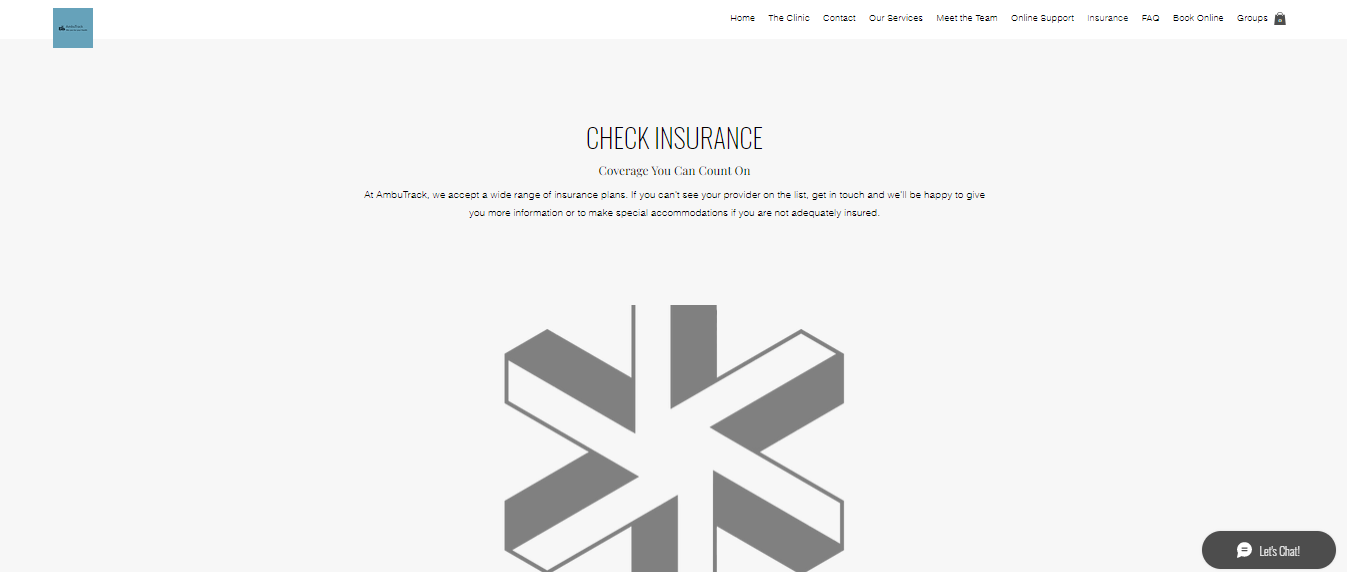 AmbuTrack
Home The Clinic Contact Our Services Meet the Team Online Support Insurance FAQ Book Online Groups
CHECK INSURANCE
Coverage You Can Count On
At AmbuTrack, we accept a wide range of insurance plans. If you can't see your provider on the list, get in touch and we'll be happy to give
you more information or to make special accommodations if you are not adequately insured.
Let's Chat!